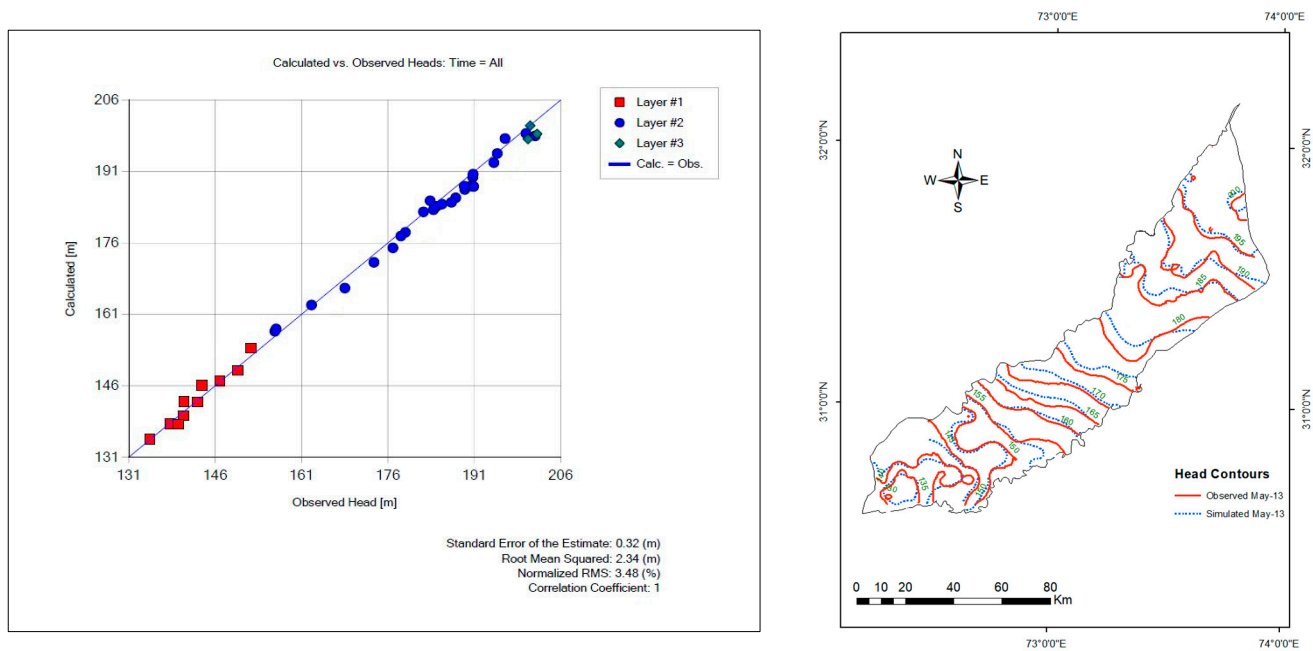 Calculated vs. Observed Heads: Time = All
Layer #1
Layer #2
Layer #3
Calc. = Obs.
Calculated [m]
206
191
176
161
146
131
131 146 161 176 191 206
Observed Head [m]
Standard Error of the Estimate: 0.32 (m)
Root Mean Squared: 2.34 (m)
Normalized RMS: 3.48 (%)
Correlation Coefficient: 1
73°0'0"E 74°0'0"E
32°0'0"N 32°0'0"N
N
W E
S
200
195
190
185
180
175
170
165
160
155
150
145
140
135
130
31°0'0"N 31°0'0"N
Head Contours
Observed May-13
Simulated May-13
0 10 20 40 60 80
Km
73°0'0"E 74°0'0"E